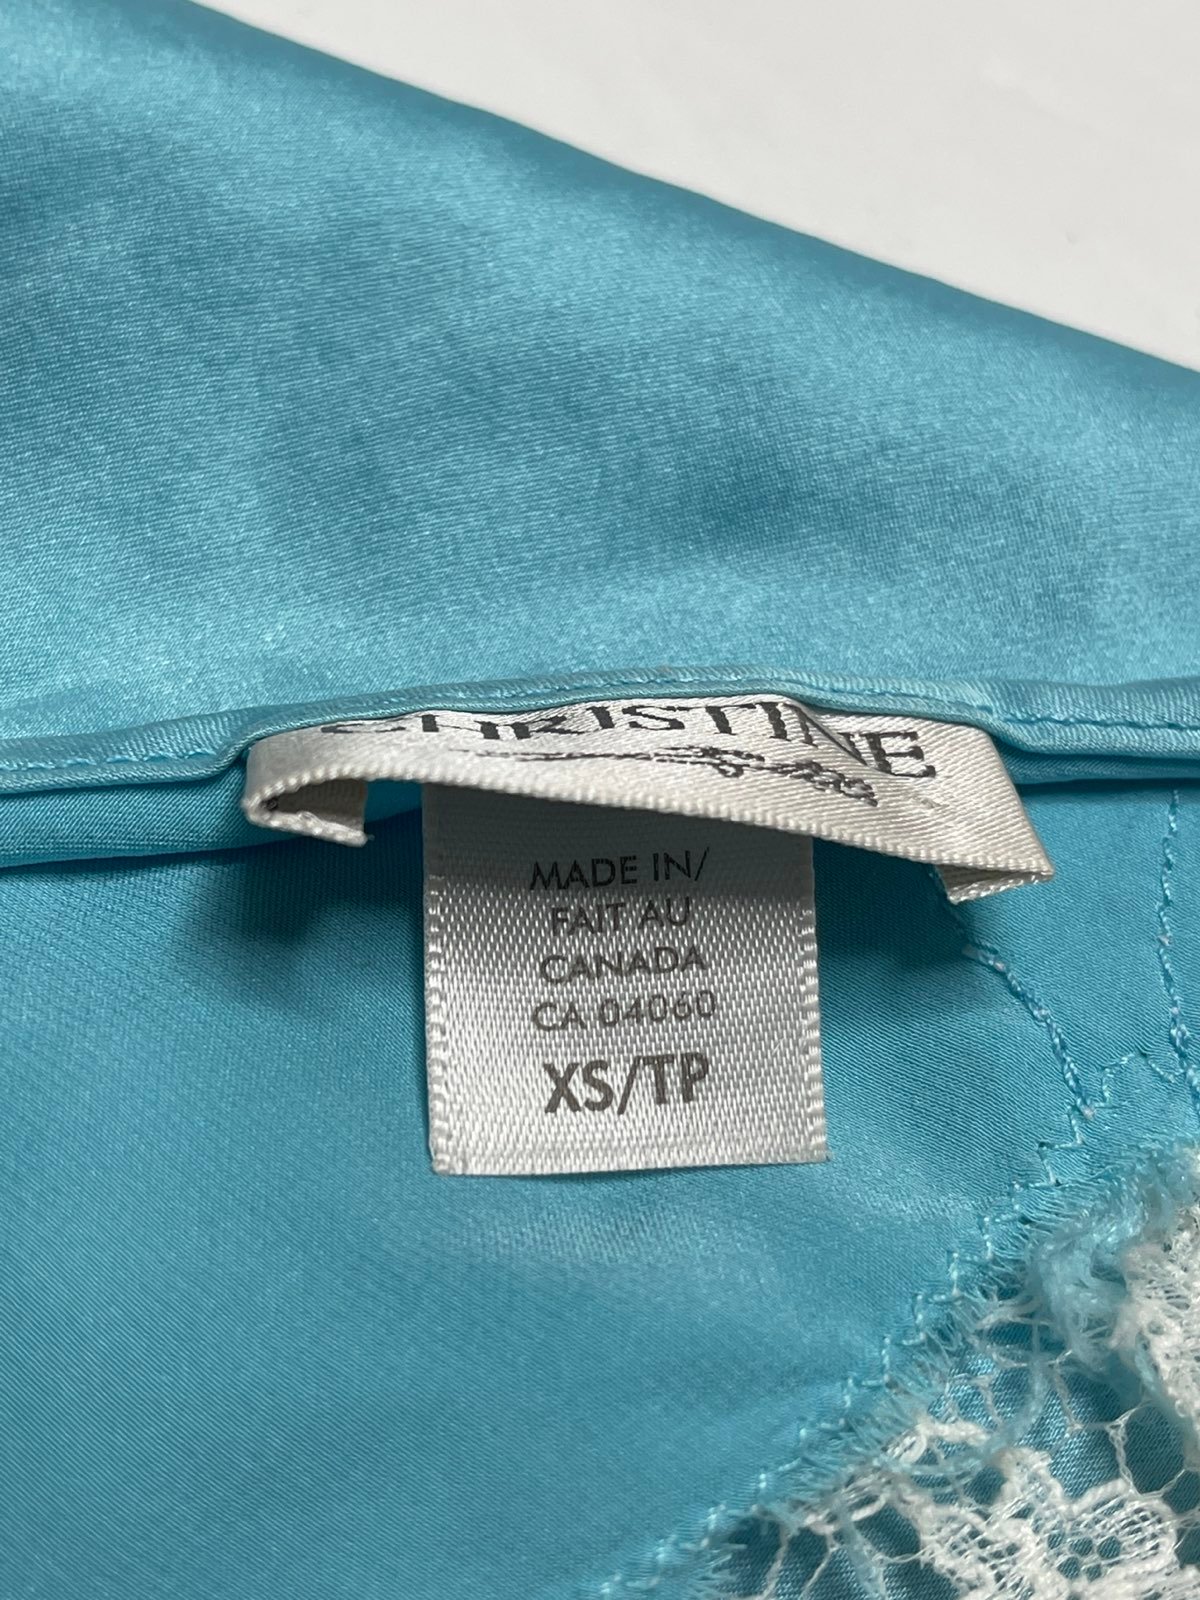 CHRISTINE
MADE IN/
FAIT AU
CANADA
CA 04060
XS/TP